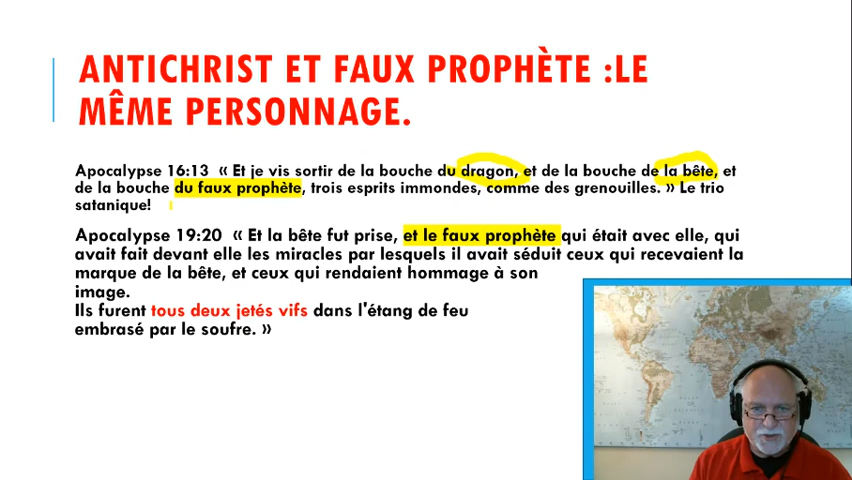 ANTICHRIST ET FAUX PROPHÈTE :LE
MÊME PERSONNAGE.
Apocalypse 16:13 « Et je vis sortir de la bouche du dragon, et de la bouche de la bête, et
de la bouche du faux prophète, trois esprits immondes, comme des grenouilles. » Le trio
satanique!
Apocalypse 19:20 « Et la bête fut prise, et le faux prophète qui était avec elle, qui
avait fait devant elle les miracles par lesquels il avait séduit ceux qui recevaient la
marque de la bête, et ceux qui rendaient hommage à son
image.
Ils furent tous deux jetés vifs dans l'étang de feu
embrasé par le soufre. »